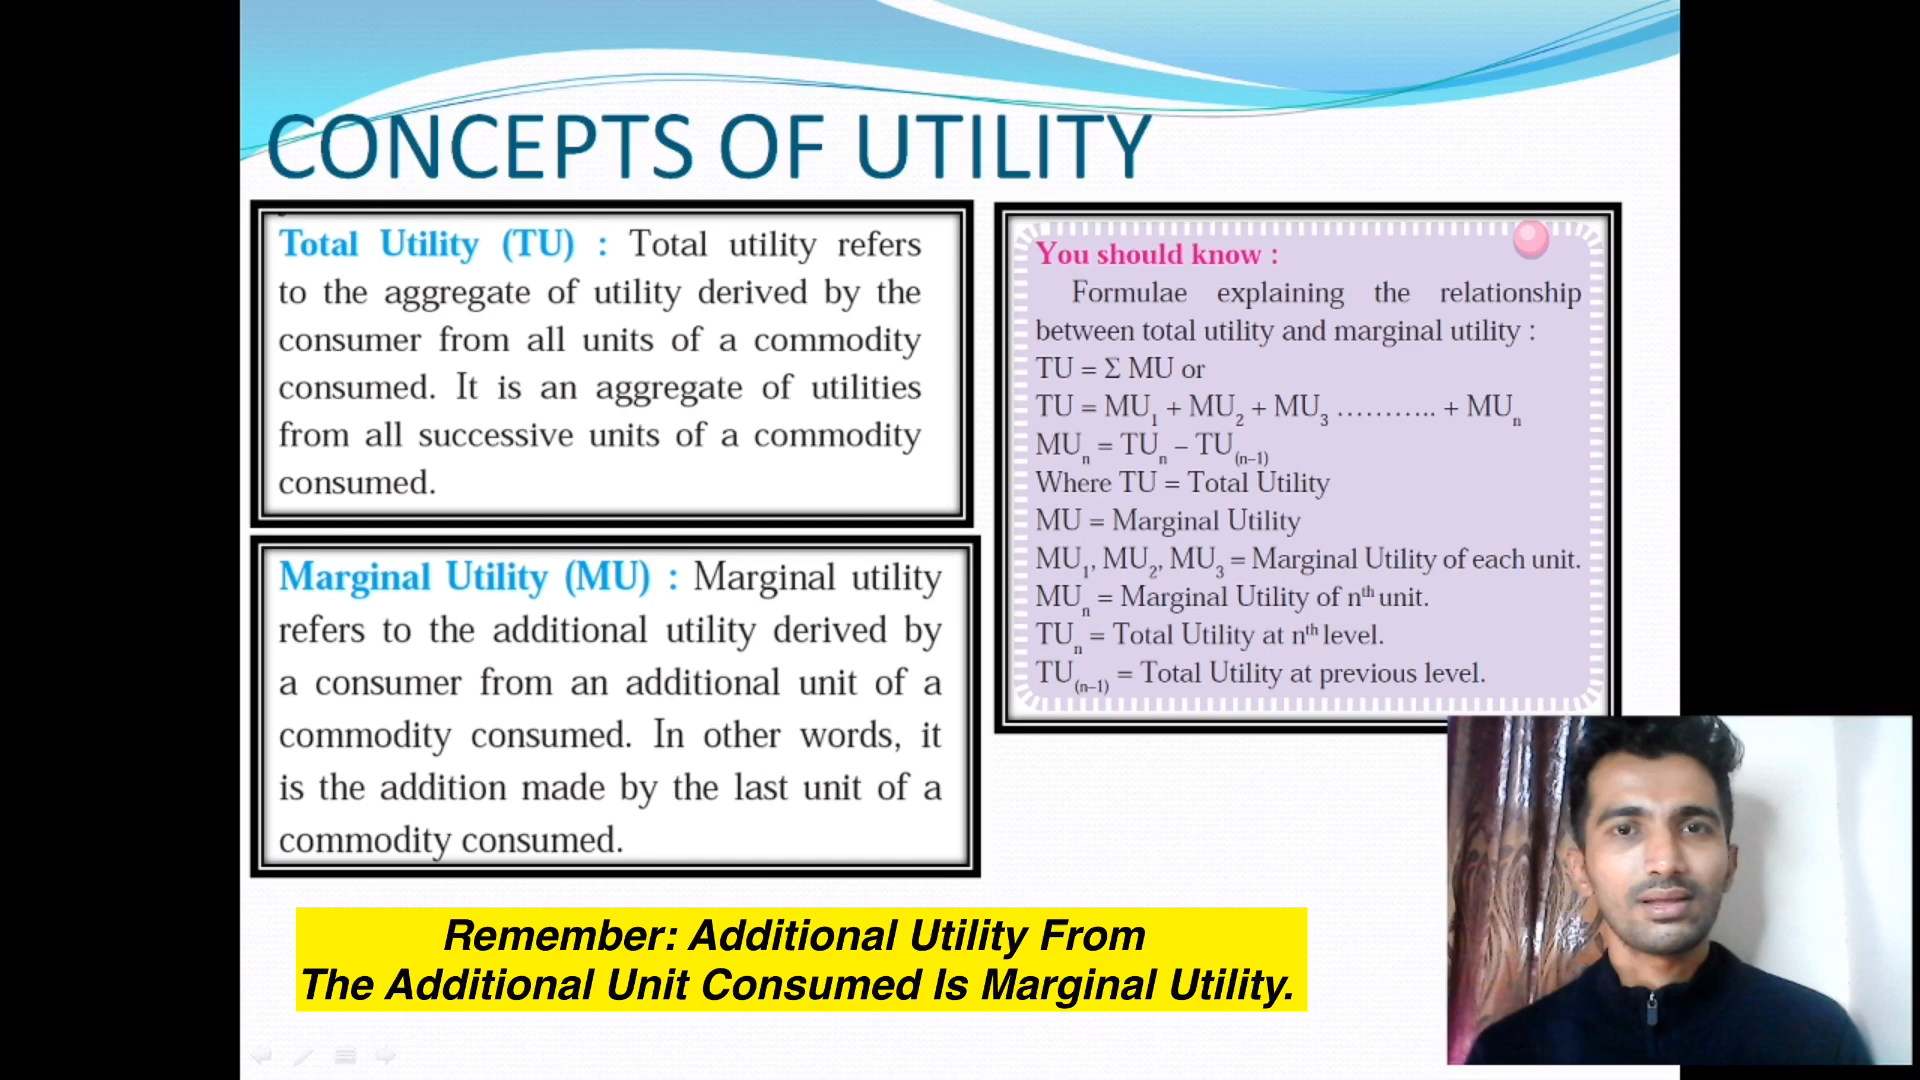 CONCEPTS OF UTILITY
Total Utility (TU) : Total utility refers
to the aggregate of utility derived by the
consumer from all units of a commodity
consumed. It is an aggregate of utilities
from all successive units of a commodity
consumed.
Marginal Utility (MU) : Marginal utility
refers to the additional utility derived by
a consumer from an additional unit of a
commodity consumed. In other words, it
is the addition made by the last unit of a
commodity consumed.
You should know :
Formulae explaining the relationship
between total utility and marginal utility :
TU = Σ MU or
TU = MU₁ + MU₂ + MU₃ ……….. + MUₙ
MUₙ = TUₙ – TU₍ₙ₋₁₎
Where TU = Total Utility
MU = Marginal Utility
MU₁, MU₂, MU₃ = Marginal Utility of each unit.
MUₙ = Marginal Utility of nᵗʰ unit.
TUₙ = Total Utility at nᵗʰ level.
TU₍ₙ₋₁₎ = Total Utility at previous level.
Remember: Additional Utility From
The Additional Unit Consumed Is Marginal Utility.